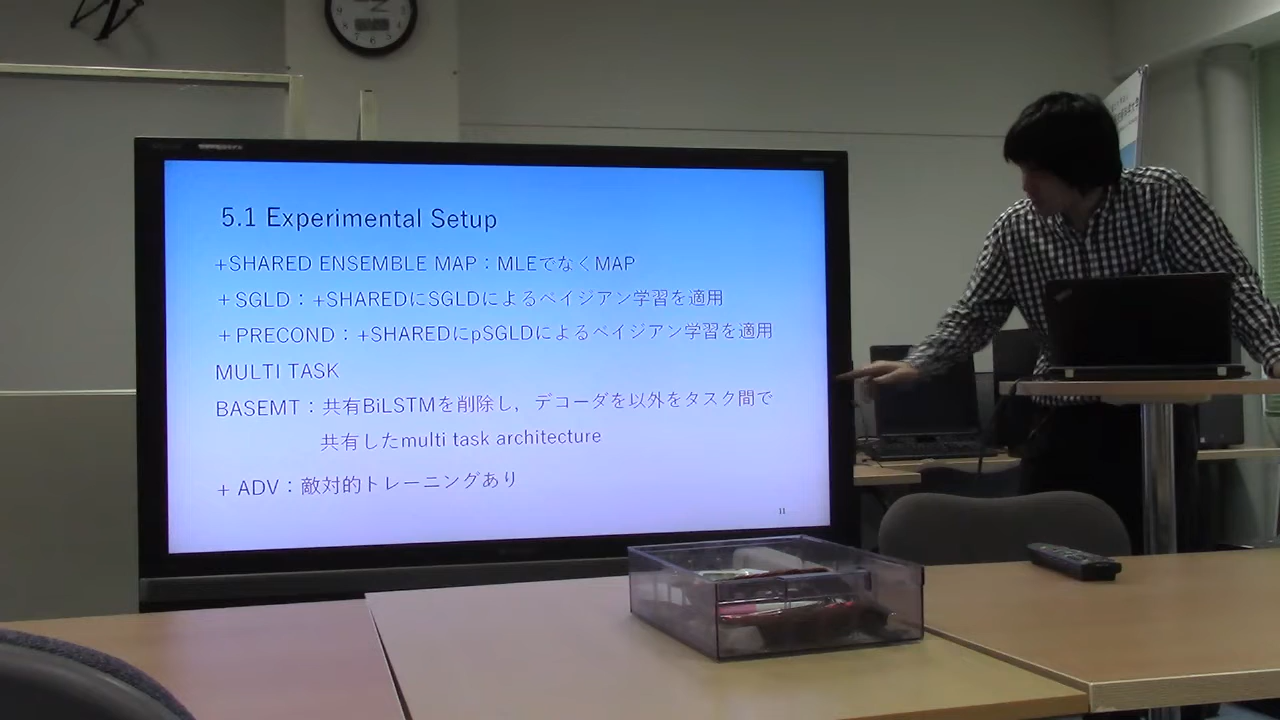 5.1 Experimental Setup
+SHARED ENSEMBLE MAP：MLEでなくMAP
+SGLD：+SHAREDにSGLDによるベイジアン学習を適用
+PRECOND：+SHAREDにpSGLDによるベイジアン学習を適用
MULTI TASK
BASEMT：共有BiLSTMを削除し，デコーダを以外をタスク間で
共有したmulti task architecture
+ ADV：敵対的トレーニングあり
11